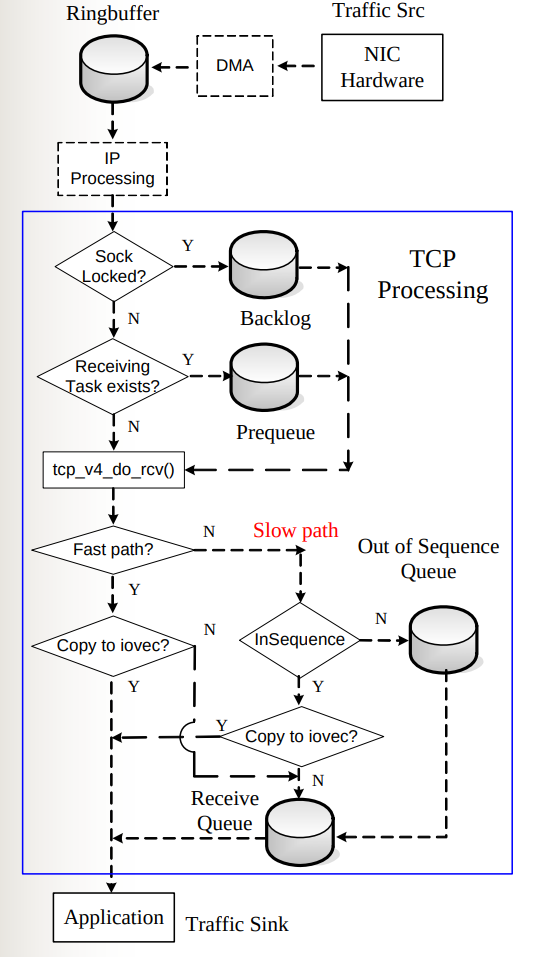 Ringbuffer
Traffic Src
DMA
NIC
Hardware
IP
Processing
Sock
Locked?
Y
TCP
Processing
Backlog
N
Receiving
Task exists?
Y
Prequeue
N
tcp_v4_do_rcv()
Fast path?
N
Slow path
Out of Sequence
Queue
Y
Copy to iovec?
N
InSequence
N
Y
Y
Y
Copy to iovec?
N
Receive
Queue
Application
Traffic Sink